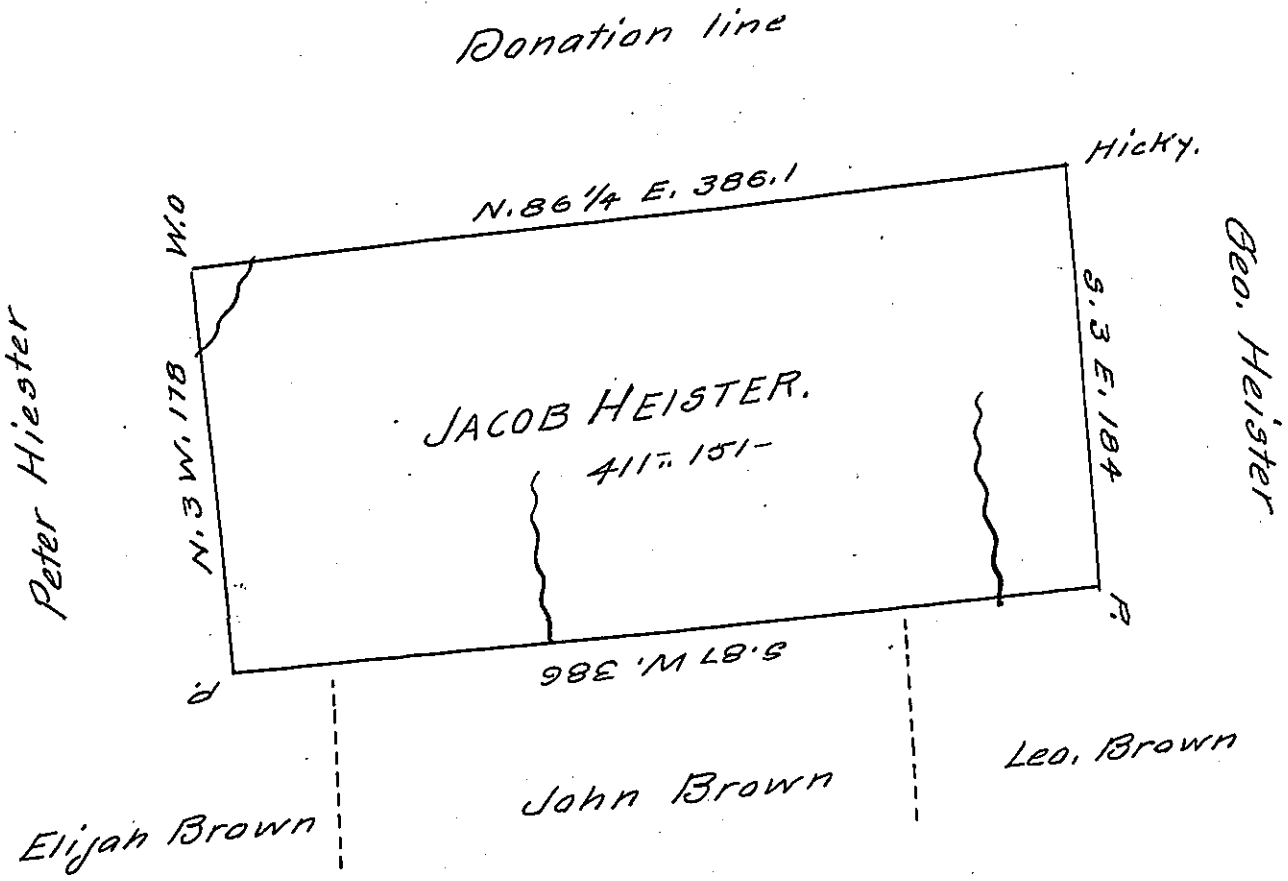 Donation line
Hicky.
N. 86 1/4 E. 386.1
W.O
Geo. Heister
S. 3 E. 184
Peter Hiester
N. 3 W. 178
JACOB HEISTER.
411 " 151-
P.
S. 87 W. 386
P.
Leo. Brown
John Brown
Elijah Brown